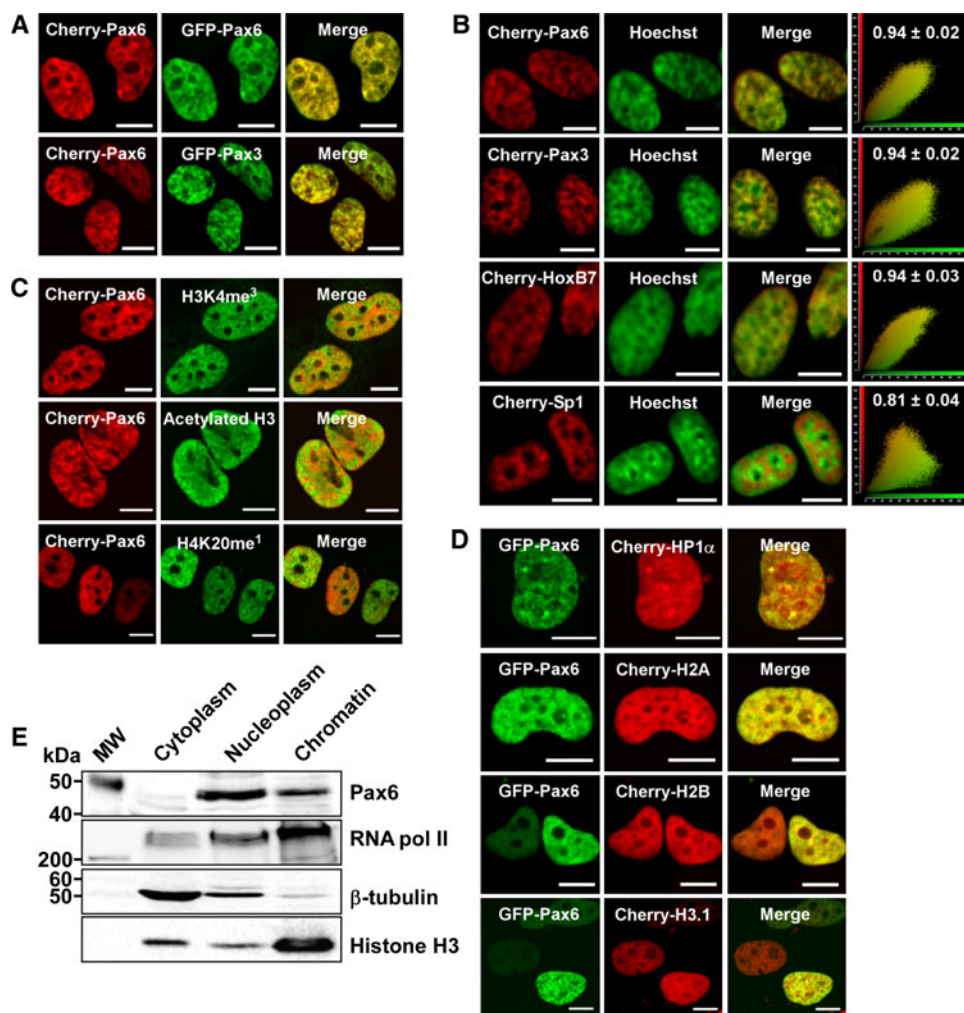 A
Cherry-Pax6 GFP-Pax6 Merge
Cherry-Pax6 GFP-Pax3 Merge
B
Cherry-Pax6 Hoechst Merge 0.94 ± 0.02
Cherry-Pax3 Hoechst Merge 0.94 ± 0.02
Cherry-HoxB7 Hoechst Merge 0.94 ± 0.03
Cherry-Sp1 Hoechst Merge 0.81 ± 0.04
C
Cherry-Pax6 H3K4me³ Merge
Cherry-Pax6 Acetylated H3 Merge
Cherry-Pax6 H4K20me¹ Merge
D
GFP-Pax6 Cherry-HP1α Merge
GFP-Pax6 Cherry-H2A Merge
GFP-Pax6 Cherry-H2B Merge
GFP-Pax6 Cherry-H3.1 Merge
E
kDa MW Cytoplasm Nucleoplasm Chromatin
50
40
Pax6
200
RNA pol II
60
50
β-tubulin
Histone H3